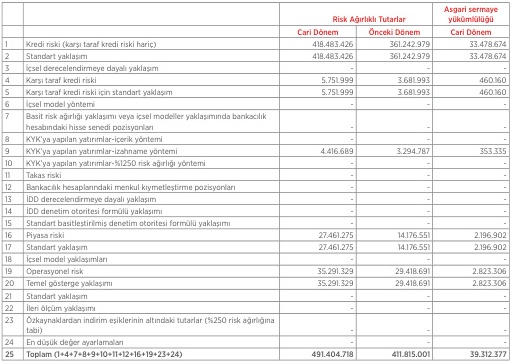 Risk Ağırlıklı Tutarlar Asgari sermaye yükümlülüğü
Cari Dönem Önceki Dönem Cari Dönem
1 Kredi riski (karşı taraf kredi riski hariç) 418.483.426 361.242.979 33.478.674
2 Standart yaklaşım 418.483.426 361.242.979 33.478.674
3 İçsel derecelendirmeye dayalı yaklaşım - - -
4 Karşı taraf kredi riski 5.751.999 3.681.993 460.160
5 Karşı taraf kredi riski için standart yaklaşım 5.751.999 3.681.993 460.160
6 İçsel model yöntemi - - -
7 Basit risk ağırlığı yaklaşımı veya içsel modeller yaklaşımında bankacılık
hesabındaki hisse senedi pozisyonları - - -
8 KYK'ya yapılan yatırımlar-içerik yöntemi - - -
9 KYK'ya yapılan yatırımlar-izahname yöntemi 4.416.689 3.294.787 353.335
10 KYK'ya yapılan yatırımlar-%1250 risk ağırlığı yöntemi - - -
11 Takas riski - - -
12 Bankacılık hesaplarındaki menkul kıymetleştirme pozisyonları - - -
13 İDD derecelendirmeye dayalı yaklaşım - - -
14 İDD denetim otoritesi formülü yaklaşımı - - -
15 Standart basitleştirilmiş denetim otoritesi formülü yaklaşımı - - -
16 Piyasa riski 27.461.275 14.176.551 2.196.902
17 Standart yaklaşım 27.461.275 14.176.551 2.196.902
18 İçsel model yaklaşımları - - -
19 Operasyonel risk 35.291.329 29.418.691 2.823.306
20 Temel gösterge yaklaşımı 35.291.329 29.418.691 2.823.306
21 Standart yaklaşım - - -
22 İleri ölçüm yaklaşımı - - -
23 Özkaynaklardan indirim eşiklerinin altındaki tutarlar (%250 risk ağırlığına
tabi) - - -
24 En düşük değer ayarlamaları - - -
25 Toplam (1+4+7+8+9+10+11+12+16+19+23+24) 491.404.718 411.815.001 39.312.377